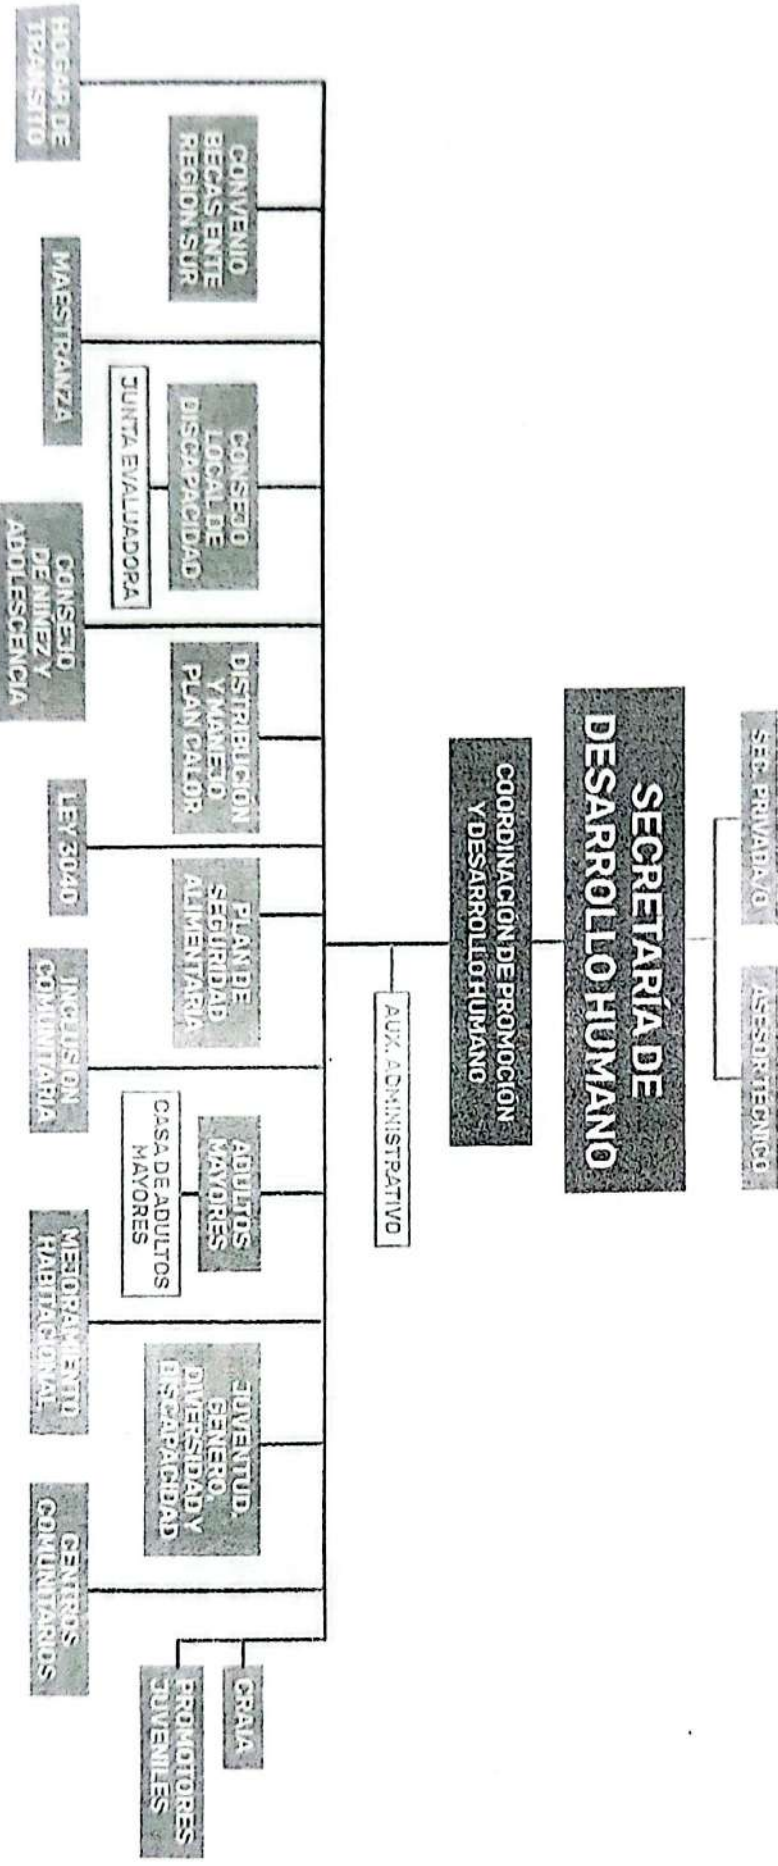 SEC. PRIVADA/O
ASESOR TECNICO
SECRETARÍA DE
DESARROLLO HUMANO
COORDINACION DE PROMOCION
Y DESARROLLO HUMANO
AUX. ADMINISTRATIVO
CONVENIO
BECAS ENTE
REGION SUR
CONSEJO
LOCAL DE
DISCAPACIDAD
JUNTA EVALUADORA
DISTRIBUCIÓN
Y MANEJO
PLAN CALOR
PLAN DE
SEGURIDAD
ALIMENTARIA
ADULTOS
MAYORES
CASA DE ADULTOS
MAYORES
JUVENTUD,
GENERO,
DIVERSIDAD Y
DISCAPACIDAD
CRAIA
PROMOTORES
JUVENILES
HOGAR DE
TRANSITO
MAESTRANZA
CONSEJO
DE NIÑEZ Y
ADOLESCENCIA
LEY 3040
INCLUSION
COMUNITARIA
MEJORAMIENTO
HABITACIONAL
CENTROS
COMUNITARIOS